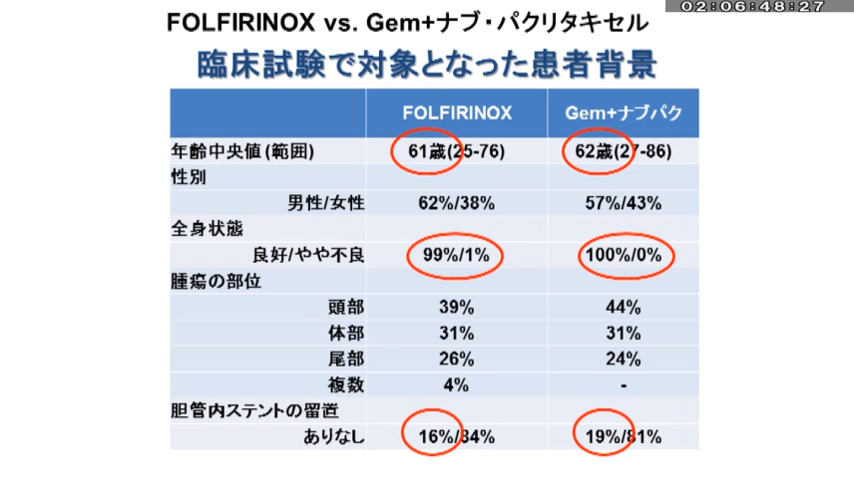 02:06:48:27
FOLFIRINOX vs. Gem+ナブ・パクリタキセル
臨床試験で対象となった患者背景
FOLFIRINOX Gem+ナブパク
年齢中央値(範囲) 61歳(25-76) 62歳(27-86)
性別
男性/女性 62%/38% 57%/43%
全身状態
良好/やや不良 99%/1% 100%/0%
腫瘍の部位
頭部 39% 44%
体部 31% 31%
尾部 26% 24%
複数 4% -
胆管内ステントの留置
ありなし 16%/84% 19%/81%